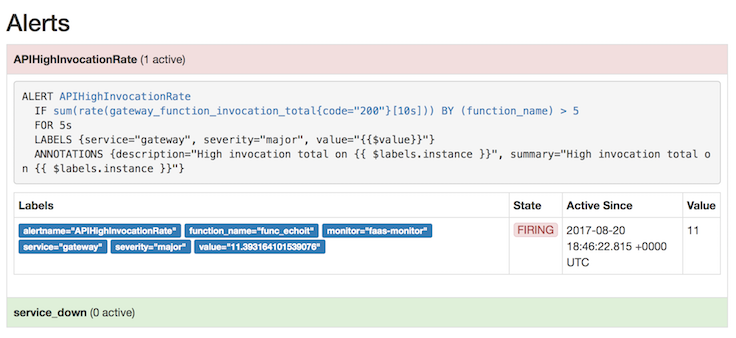 Alerts
APIHighInvocationRate (1 active)
ALERT APIHighInvocationRate
IF sum(rate(gateway_function_invocation_total{code="200"}[10s])) BY (function_name) > 5
FOR 5s
LABELS {service="gateway", severity="major", value="{{$value}}"}
ANNOTATIONS {description="High invocation total on {{ $labels.instance }}", summary="High invocation total o
n {{ $labels.instance }}"}
Labels State Active Since Value
alertname="APIHighInvocationRate" function_name="func_echoit" monitor="faas-monitor" FIRING 2017-08-20 11
service="gateway" severity="major" value="11.393164101539076" 18:46:22.815 +0000
UTC
service_down (0 active)